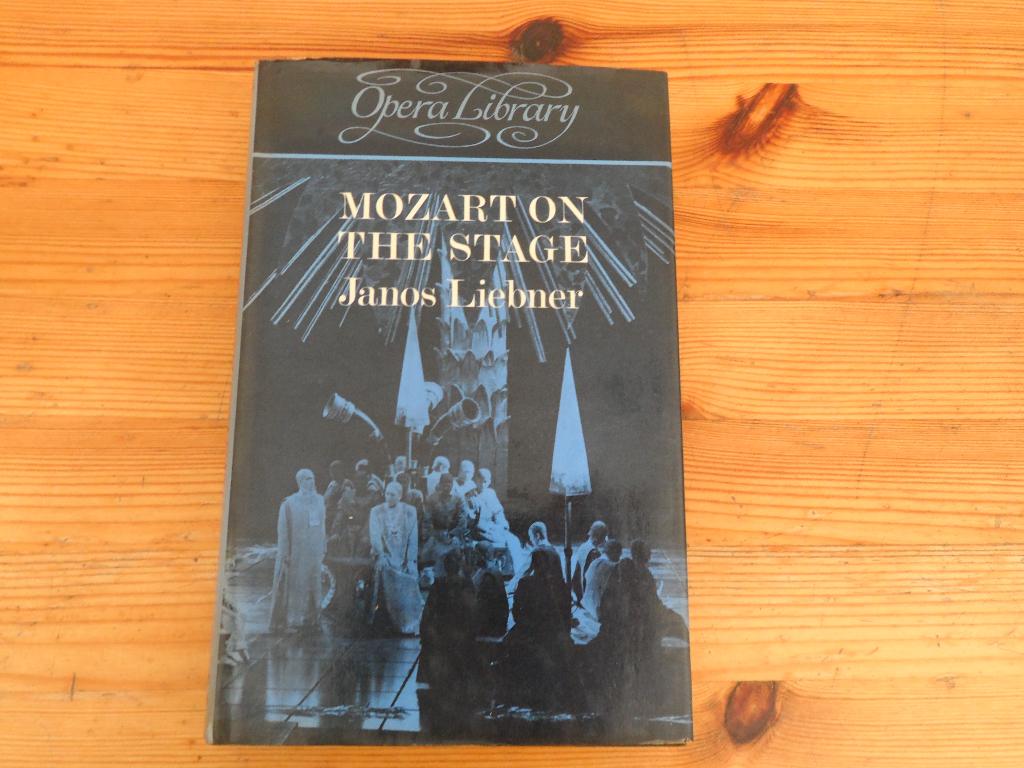 Opera Library
MOZART ON
THE STAGE
Janos Liebner